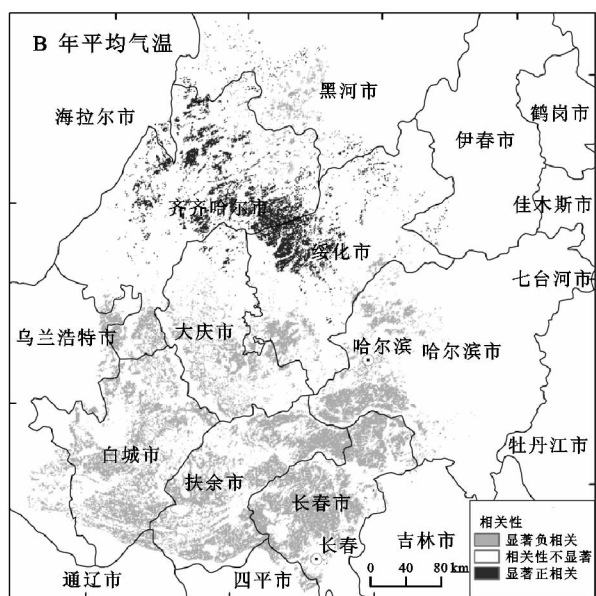 B 年平均气温
黑河市
海拉尔市
鹤岗市
伊春市
齐齐哈尔市
佳木斯市
绥化市
七台河市
乌兰浩特市
大庆市
哈尔滨
哈尔滨市
牡丹江市
白城市
扶余市
长春市
长春
吉林市
通辽市
四平市
0 40 80 km
相关性
显著负相关
相关性不显著
显著正相关